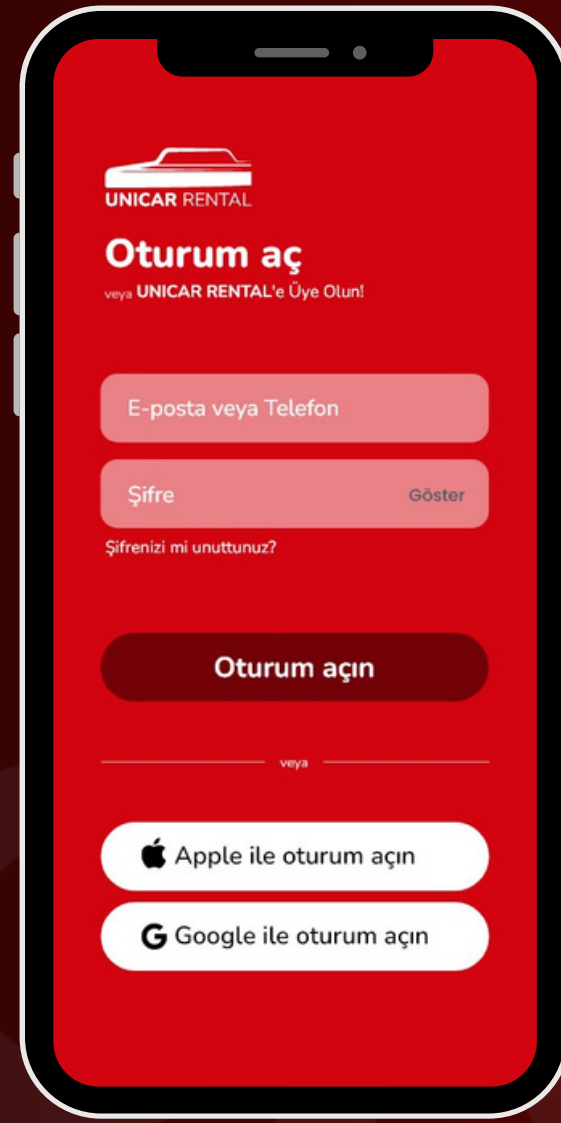 UNICAR RENTAL
Oturum aç
veya UNICAR RENTAL'e Üye Olun!
E-posta veya Telefon
Şifre Göster
Şifrenizi mi unuttunuz?
Oturum açın
veya
Apple ile oturum açın
Google ile oturum açın